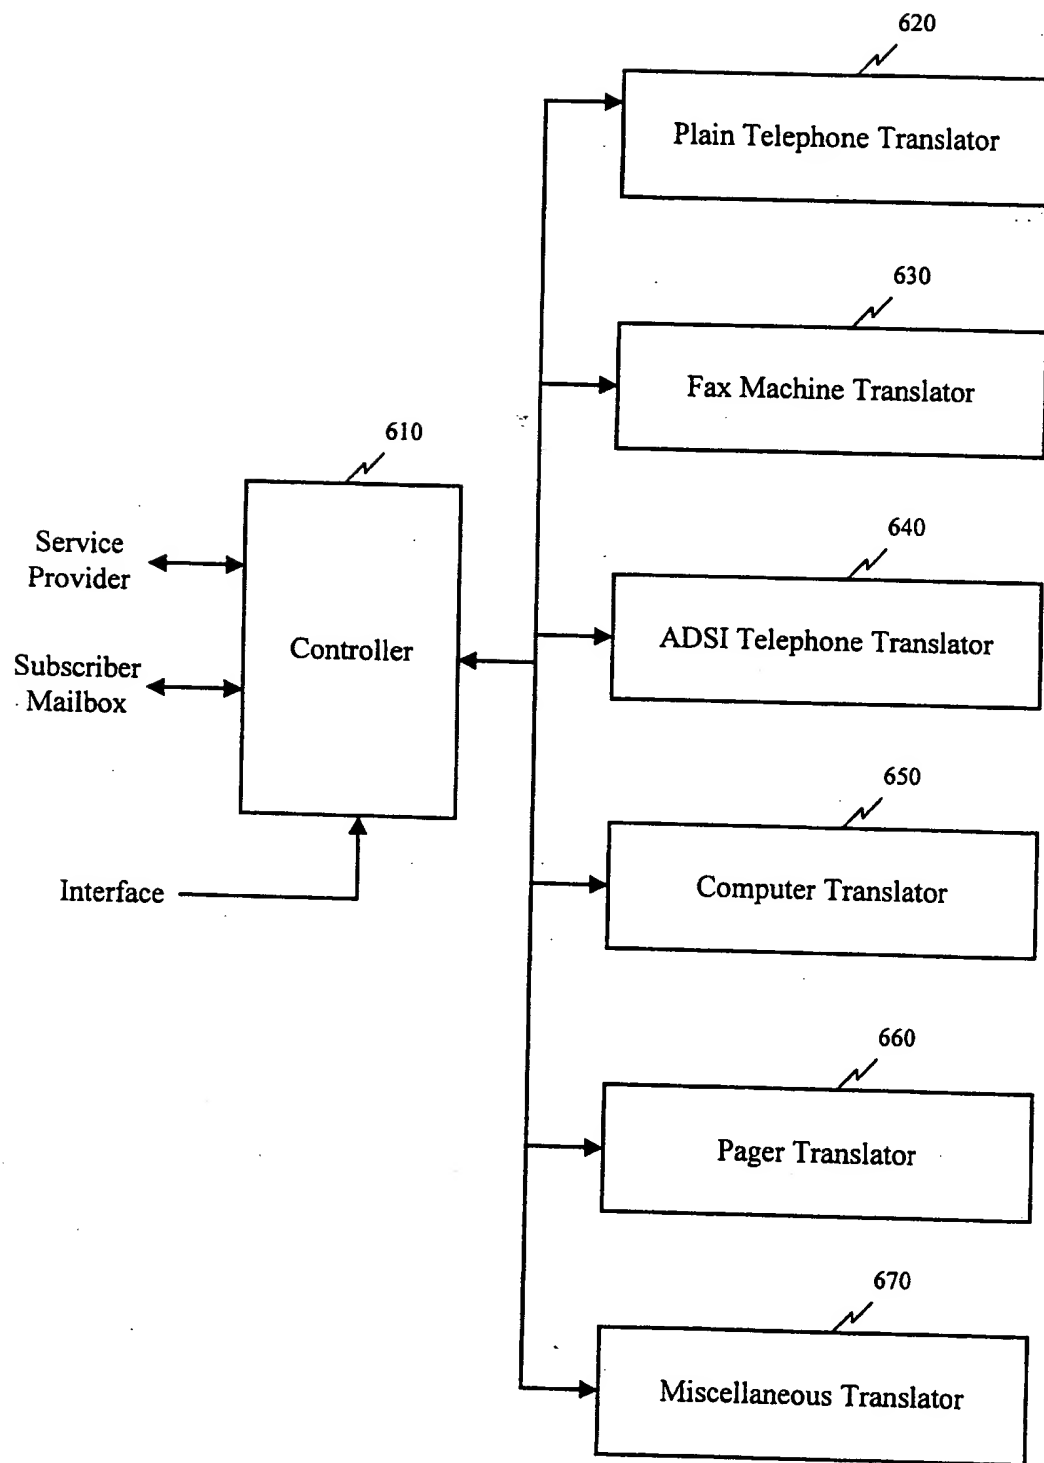 620
Plain Telephone Translator
630
Fax Machine Translator
610
Service
Provider
Subscriber
Mailbox
Controller
Interface
640
ADSI Telephone Translator
650
Computer Translator
660
Pager Translator
670
Miscellaneous Translator